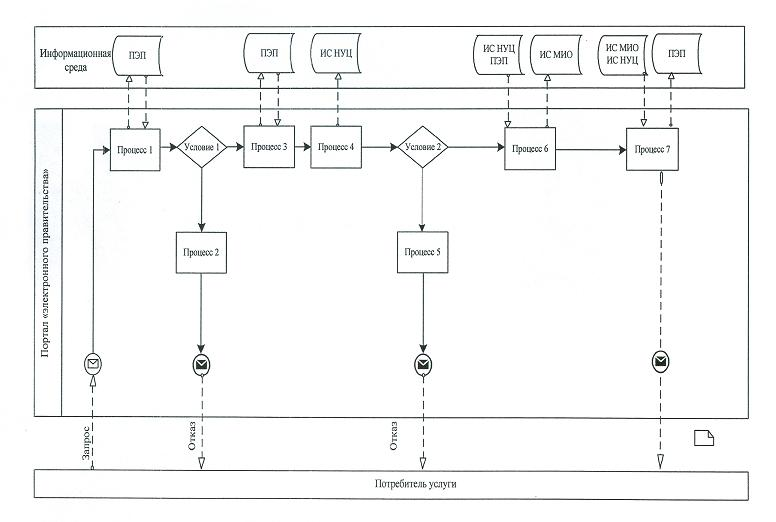 Информационная
среда
ПЭП
ПЭП
ИС НУЦ
ИС НУЦ
ПЭП
ИС МИО
ИС МИО
ИС НУЦ
ПЭП
Портал «электронного правительства»
Процесс 1
Условие 1
Процесс 3
Процесс 4
Условие 2
Процесс 6
Процесс 7
Процесс 2
Процесс 5
Запрос
Отказ
Отказ
Потребитель услуги